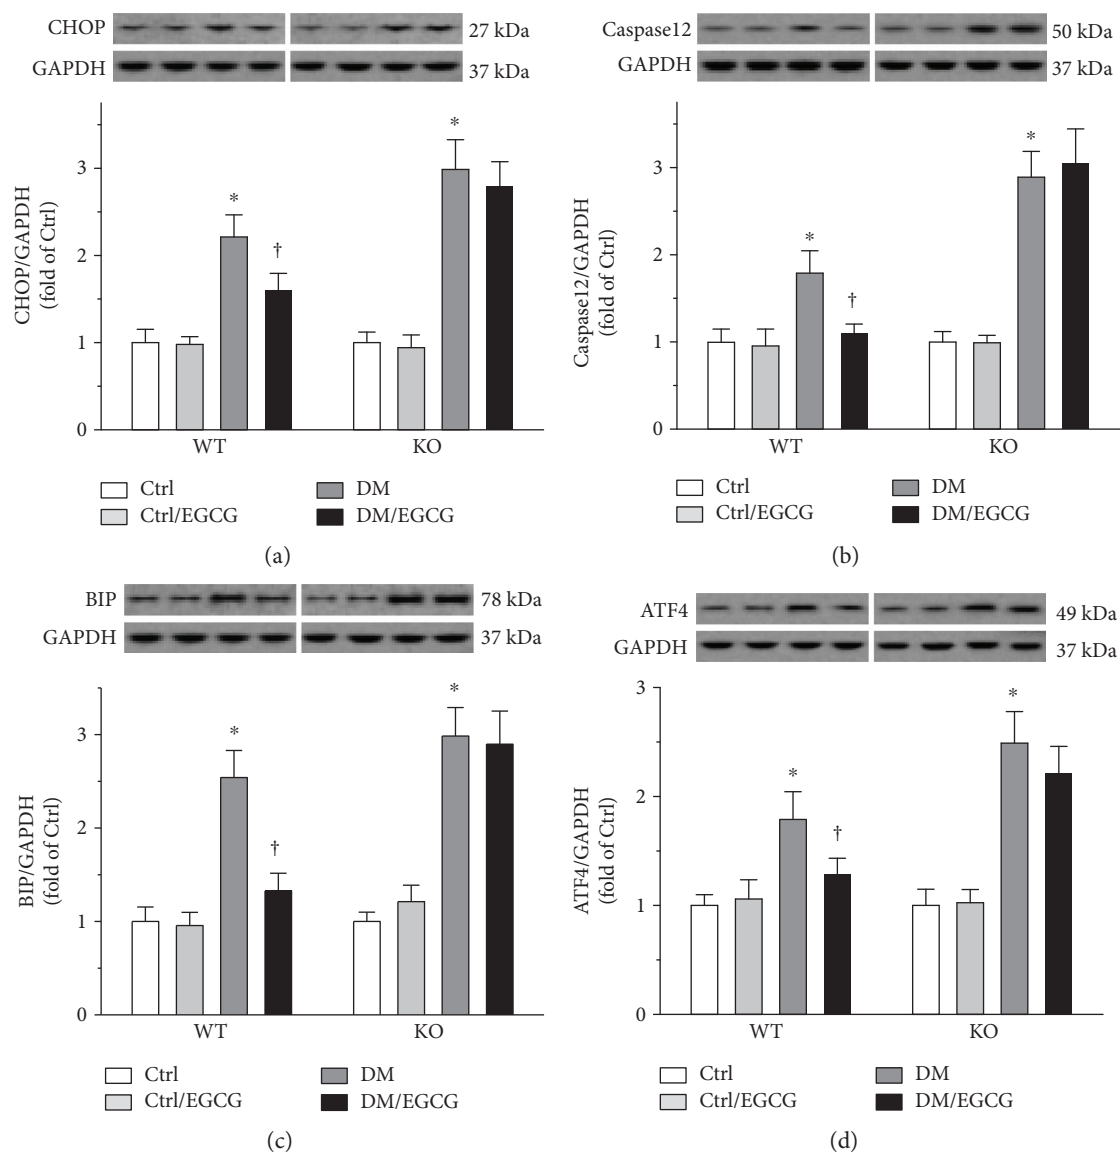 CHOP
27 kDa
GAPDH
37 kDa
CHOP/GAPDH
(fold of Ctrl)
3
2
1
0
*
†
*
WT
KO
Ctrl
DM
Ctrl/EGCG
DM/EGCG
(a)
Caspase12
50 kDa
GAPDH
37 kDa
Caspase12/GAPDH
(fold of Ctrl)
3
2
1
0
*
†
*
WT
KO
Ctrl
DM
Ctrl/EGCG
DM/EGCG
(b)
BIP
78 kDa
GAPDH
37 kDa
BIP/GAPDH
(fold of Ctrl)
3
2
1
0
*
†
*
WT
KO
Ctrl
DM
Ctrl/EGCG
DM/EGCG
(c)
ATF4
49 kDa
GAPDH
37 kDa
ATF4/GAPDH
(fold of Ctrl)
3
2
1
0
*
†
*
WT
KO
Ctrl
DM
Ctrl/EGCG
DM/EGCG
(d)